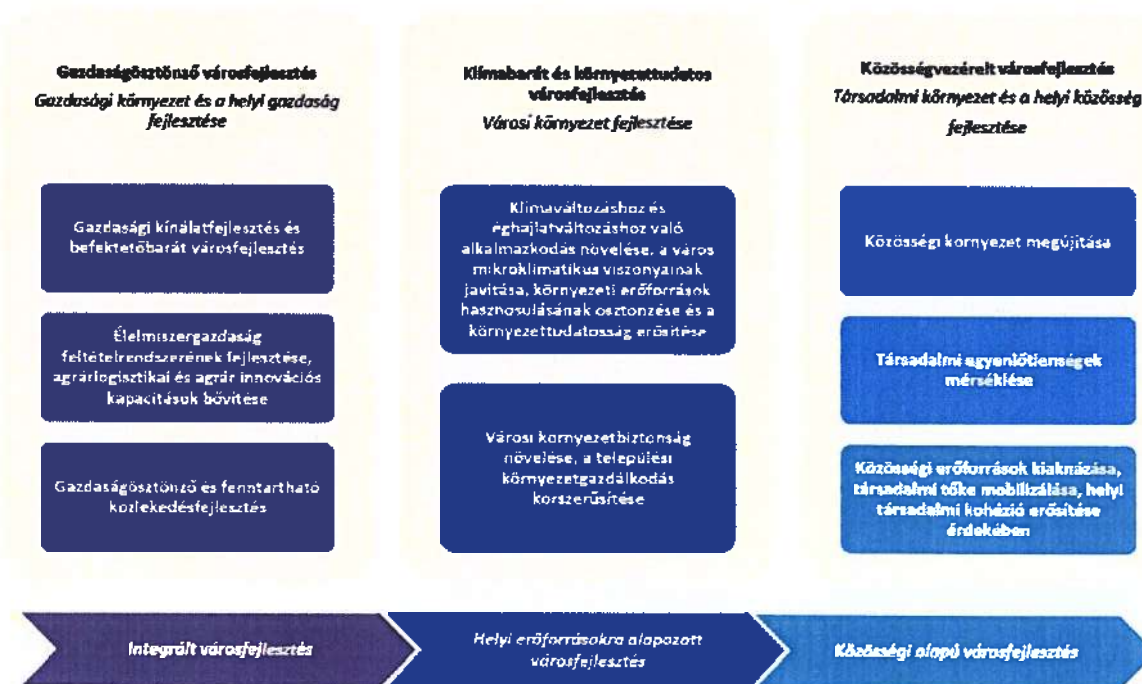 Gazdaságösztönző városfejlesztés
Gazdasági környezet és a helyi gazdaság
fejlesztése
Gazdasági kínálatfejlesztés és
befektetőbarát városfejlesztés
Élelmiszergazdaság
feltételrendszerének fejlesztése,
agrárlogisztikai és agrár innovációs
kapacitások bővítése
Gazdaságösztönző és fenntartható
közlekedésfejlesztés
Klímabarát és környezettudatos
városfejlesztés
Városi környezet fejlesztése
Klímaváltozáshoz és
éghajlatváltozáshoz való
alkalmazkodás növelése, a város
mikroklimatikus viszonyainak
javítása, környezeti erőforrások
hasznosulásának ösztönzése és a
környezettudatosság erősítése
Városi környezetbiztonság
növelése, a települési
környezetgazdálkodás
korszerűsítése
Közösségvezérelt városfejlesztés
Társadalmi környezet és a helyi közösség
fejlesztése
Közösségi környezet megújítása
Társadalmi egyenlőtlenségek
mérséklése
Közösségi erőforrások kiaknázása,
társadalmi tőke mobilizálása, helyi
társadalmi kohézió erősítése
érdekében
Integrált városfejlesztés
Helyi erőforrásokra alapozott
városfejlesztés
Közösségi alapú városfejlesztés